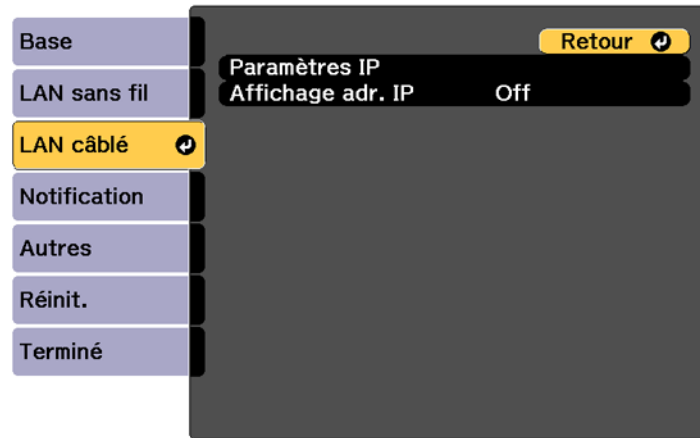 Base
LAN sans fil
LAN câblé
Notification
Autres
Réinit.
Terminé
Retour
Paramètres IP
Affichage adr. IP Off